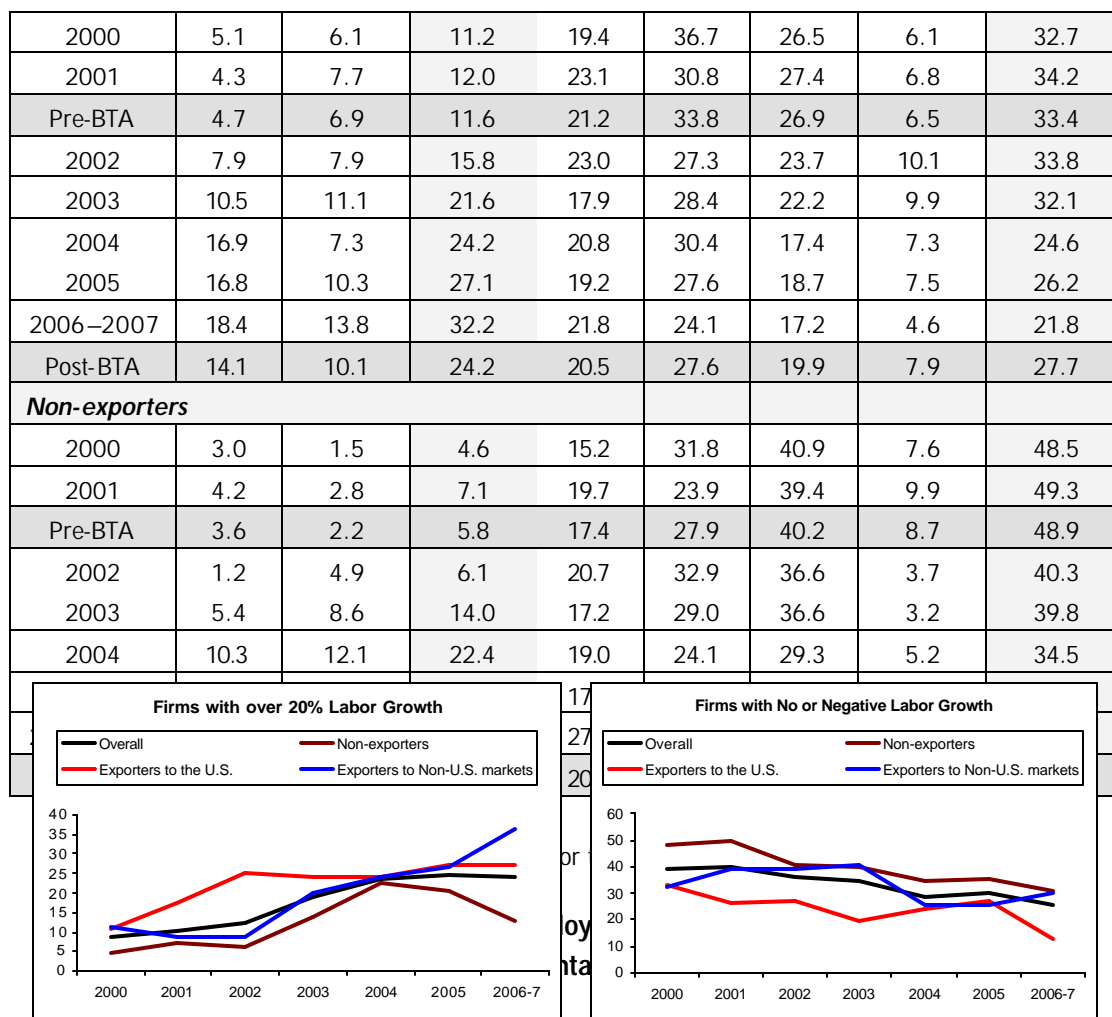 2000 5.1 6.1 11.2 19.4 36.7 26.5 6.1 32.7
2001 4.3 7.7 12.0 23.1 30.8 27.4 6.8 34.2
Pre-BTA 4.7 6.9 11.6 21.2 33.8 26.9 6.5 33.4
2002 7.9 7.9 15.8 23.0 27.3 23.7 10.1 33.8
2003 10.5 11.1 21.6 17.9 28.4 22.2 9.9 32.1
2004 16.9 7.3 24.2 20.8 30.4 17.4 7.3 24.6
2005 16.8 10.3 27.1 19.2 27.6 18.7 7.5 26.2
2006–2007 18.4 13.8 32.2 21.8 24.1 17.2 4.6 21.8
Post-BTA 14.1 10.1 24.2 20.5 27.6 19.9 7.9 27.7
Non-exporters
2000 3.0 1.5 4.6 15.2 31.8 40.9 7.6 48.5
2001 4.2 2.8 7.1 19.7 23.9 39.4 9.9 49.3
Pre-BTA 3.6 2.2 5.8 17.4 27.9 40.2 8.7 48.9
2002 1.2 4.9 6.1 20.7 32.9 36.6 3.7 40.3
2003 5.4 8.6 14.0 17.2 29.0 36.6 3.2 39.8
2004 10.3 12.1 22.4 19.0 24.1 29.3 5.2 34.5
17
27
20
or
loy
nta
Firms with over 20% Labor Growth
Overall Non-exporters
Exporters to the U.S. Exporters to Non-U.S. markets
40
35
30
25
20
15
10
5
0
2000 2001 2002 2003 2004 2005 2006-7
Firms with No or Negative Labor Growth
Overall Non-exporters
Exporters to the U.S. Exporters to Non-U.S. markets
60
50
40
30
20
10
0
2000 2001 2002 2003 2004 2005 2006-7